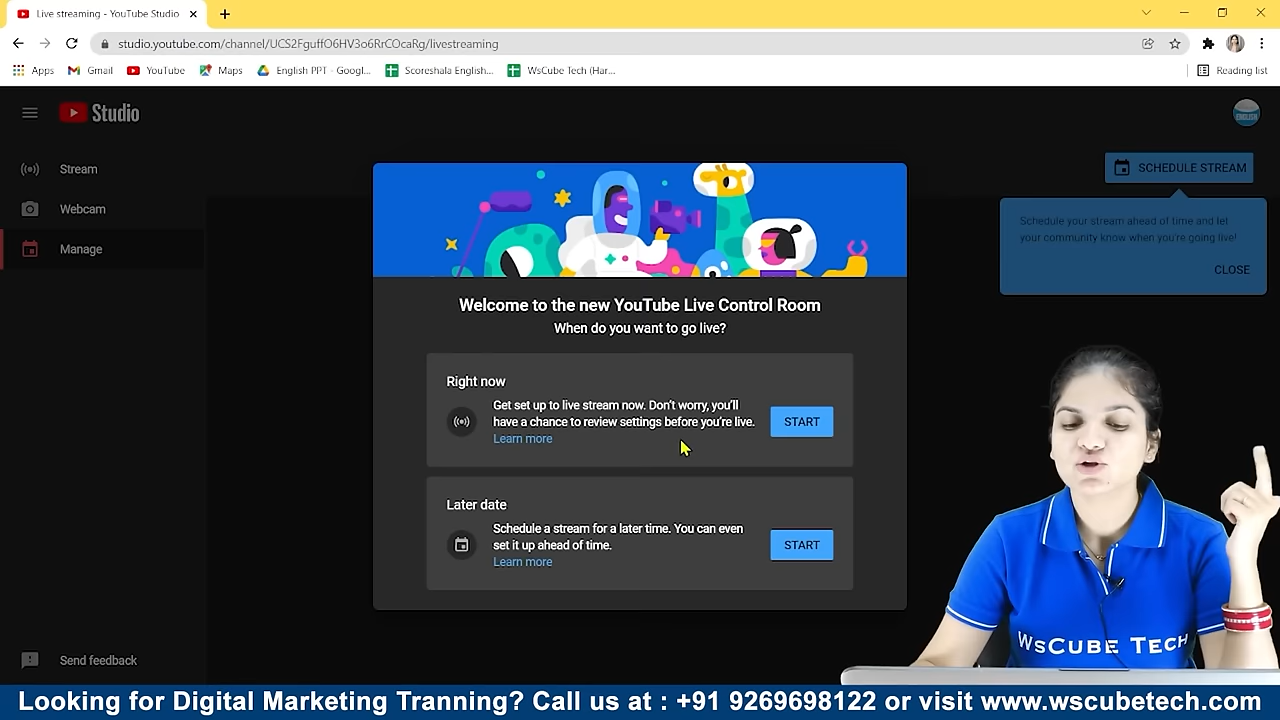 Live streaming - YouTube Studio
studio.youtube.com/channel/UCS2FguffO6HV3o6RrCOcaRg/livestreaming
Apps Gmail YouTube Maps English PPT - Googl... Scoreshala English... WsCube Tech (Har... Reading list
Studio
ENGLISH
Stream
Webcam
Manage
SCHEDULE STREAM
Schedule your stream ahead of time and let
your community know when you're going live!
CLOSE
Welcome to the new YouTube Live Control Room
When do you want to go live?
Right now
Get set up to live stream now. Don't worry, you'll
have a chance to review settings before you're live.
Learn more
START
Later date
Schedule a stream for a later time. You can even
set it up ahead of time.
Learn more
START
Send feedback
WsCube Tech
Looking for Digital Marketing Tranning? Call us at : +91 9269698122 or visit www.wscubetech.com